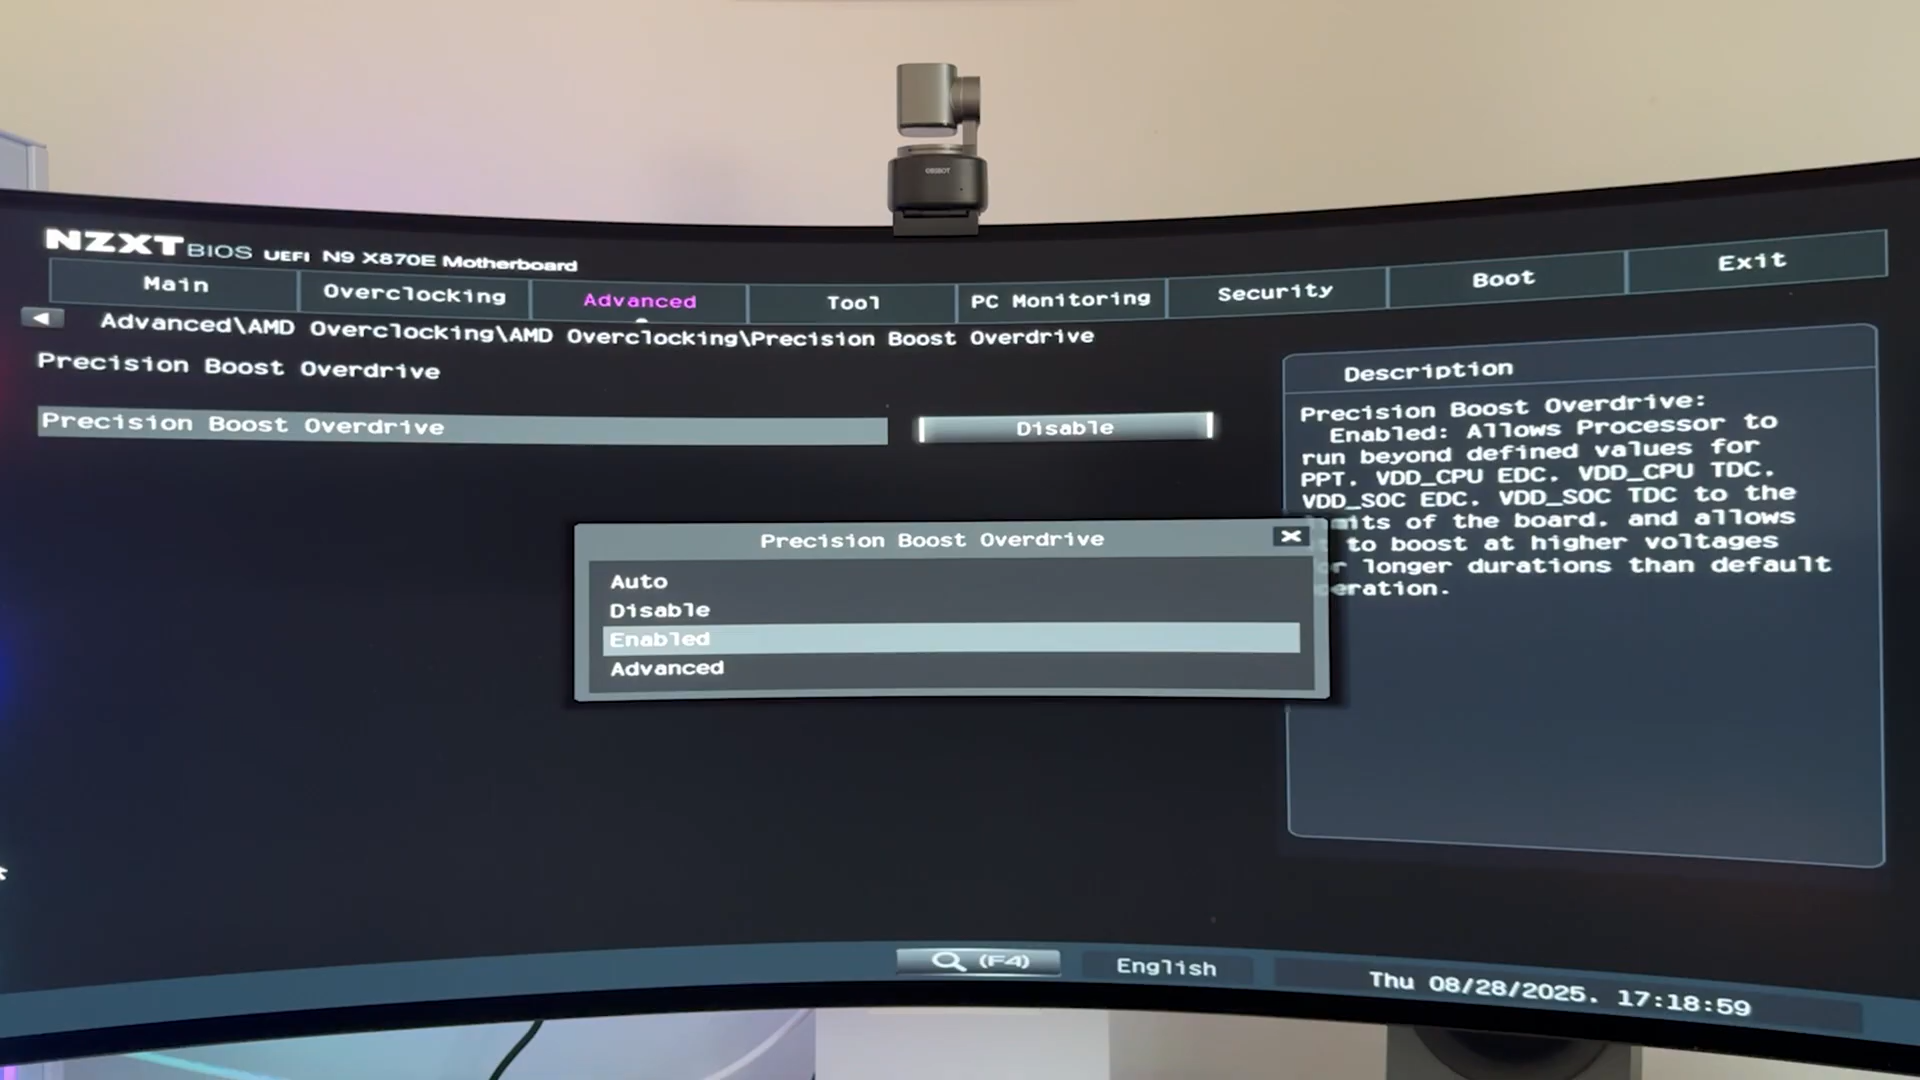 OBSBOT
NZXT BIOS UEFI N9 X870E Motherboard
Main Overclocking Advanced Tool PC Monitoring Security Boot Exit
Advanced\AMD Overclocking\AMD Overclocking\Precision Boost Overdrive
Precision Boost Overdrive
Precision Boost Overdrive Disable
Description
Precision Boost Overdrive:
Enabled: Allows Processor to
run beyond defined values for
PPT, VDD_CPU EDC, VDD_CPU TDC,
VDD_SOC EDC, VDD_SOC TDC to the
limits of the board, and allows
to boost at higher voltages
for longer durations than default
operation.
Precision Boost Overdrive
Auto
Disable
Enabled
Advanced
(F4) English Thu 08/28/2025, 17:18:59